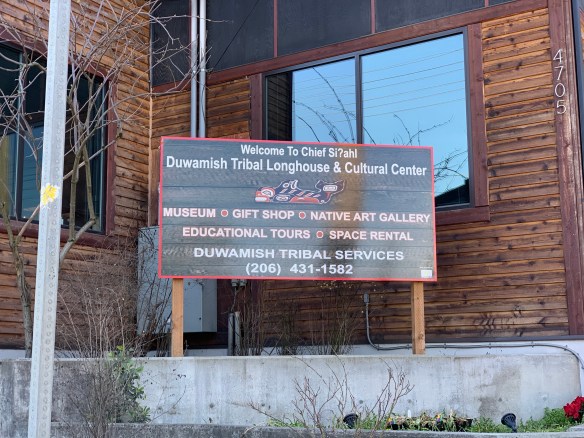 Welcome To Chief Si?ahl
Duwamish Tribal Longhouse & Cultural Center
MUSEUM • GIFT SHOP • NATIVE ART GALLERY
EDUCATIONAL TOURS • SPACE RENTAL
DUWAMISH TRIBAL SERVICES
(206) 431-1582
4705